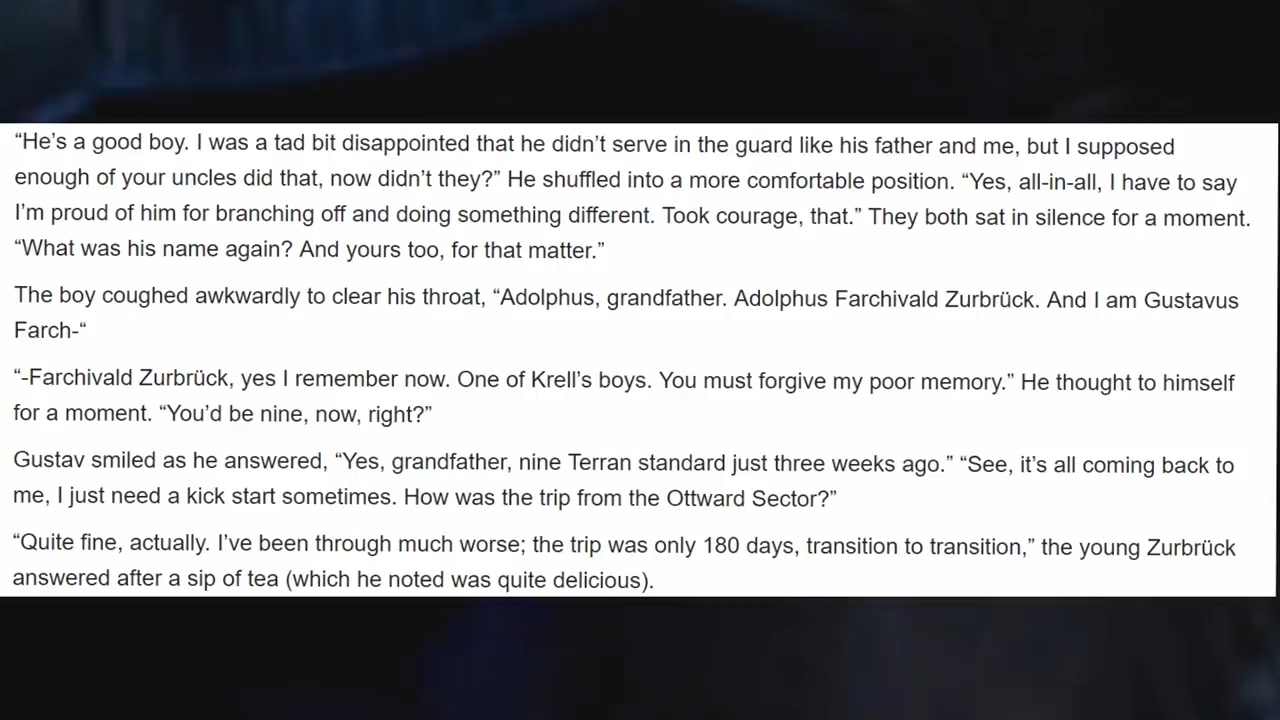 “He’s a good boy. I was a tad bit disappointed that he didn’t serve in the guard like his father and me, but I supposed
enough of your uncles did that, now didn’t they?” He shuffled into a more comfortable position. “Yes, all-in-all, I have to say
I’m proud of him for branching off and doing something different. Took courage, that.” They both sat in silence for a moment.
“What was his name again? And yours too, for that matter.”
The boy coughed awkwardly to clear his throat, “Adolphus, grandfather. Adolphus Farchivald Zurbrück. And I am Gustavus
Farch-“
“-Farchivald Zurbrück, yes I remember now. One of Krell’s boys. You must forgive my poor memory.” He thought to himself
for a moment. “You’d be nine, now, right?”
Gustav smiled as he answered, “Yes, grandfather, nine Terran standard just three weeks ago.” “See, it’s all coming back to
me, I just need a kick start sometimes. How was the trip from the Ottward Sector?”
“Quite fine, actually. I’ve been through much worse; the trip was only 180 days, transition to transition,” the young Zurbrück
answered after a sip of tea (which he noted was quite delicious).